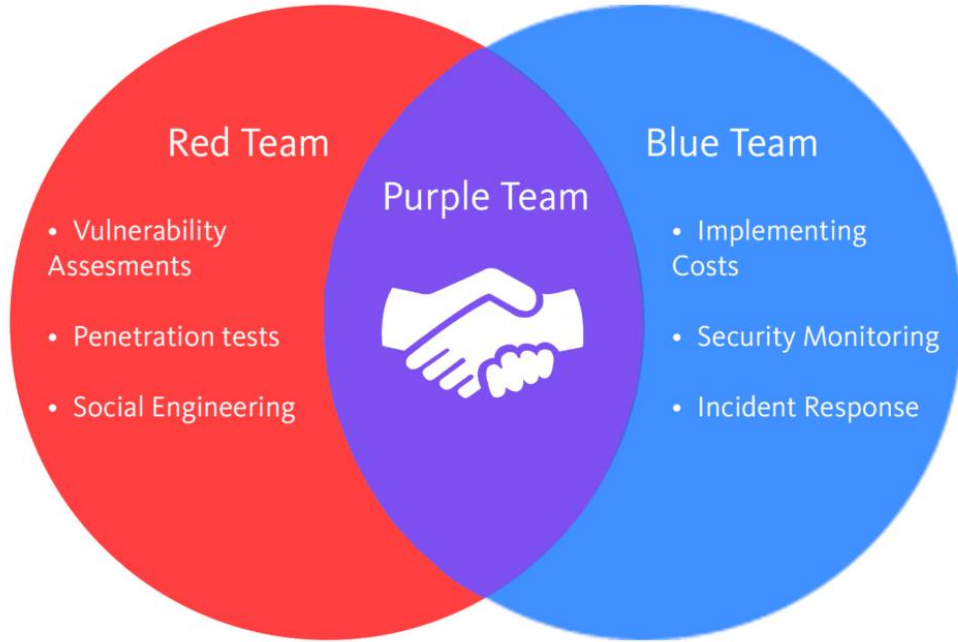 Red Team
• Vulnerability
Assesments
• Penetration tests
• Social Engineering
Purple Team
Blue Team
• Implementing
Costs
• Security Monitoring
• Incident Response